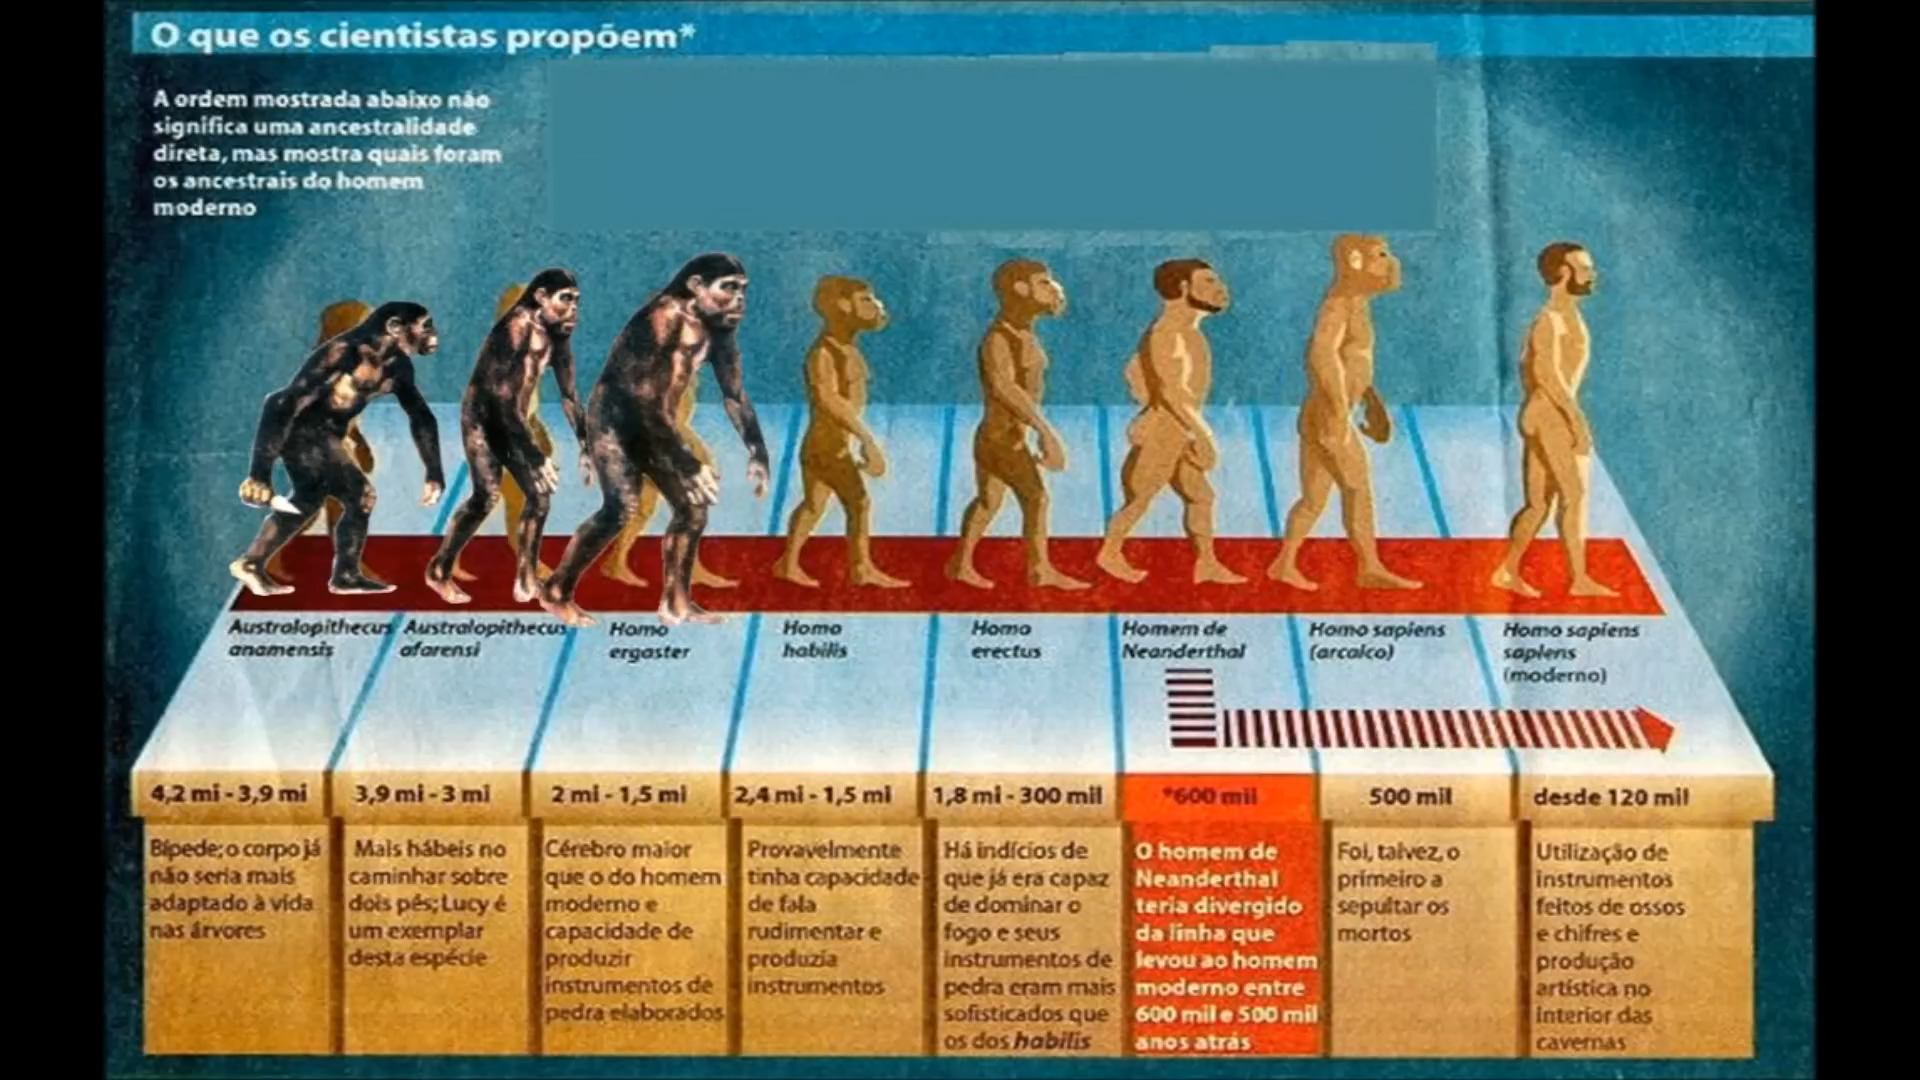 O que os cientistas propõem*
A ordem mostrada abaixo não
significa uma ancestralidade
direta, mas mostra quais foram
os ancestrais do homem
moderno
Australopithecus
anamensis
Australopithecus
afarensi
Homo
ergaster
Homo
habilis
Homo
erectus
Homem de
Neanderthal
Homo sapiens
(arcaico)
Homo sapiens
sapiens
(moderno)
4,2 mi - 3,9 mi
3,9 mi - 3 mi
2 mi - 1,5 mi
2,4 mi - 1,5 mi
1,8 mi - 300 mil
*600 mil
500 mil
desde 120 mil
Bípede; o corpo já
não seria mais
adaptado à vida
nas árvores
Mais hábeis no
caminhar sobre
dois pés; Lucy é
um exemplar
desta espécie
Cérebro maior
que o do homem
moderno e
capacidade de
produzir
instrumentos de
pedra elaborados
Provavelmente
tinha capacidade
de fala
rudimentar e
produzia
instrumentos
Há indícios de
que já era capaz
de dominar o
fogo e seus
instrumentos de
pedra eram mais
sofisticados que
os dos habilis
O homem de
Neanderthal
teria divergido
da linha que
levou ao homem
moderno entre
600 mil e 500 mil
anos atrás
Foi, talvez, o
primeiro a
sepultar os
mortos
Utilização de
instrumentos
feitos de ossos
e chifres e
produção
artística no
interior das
cavernas